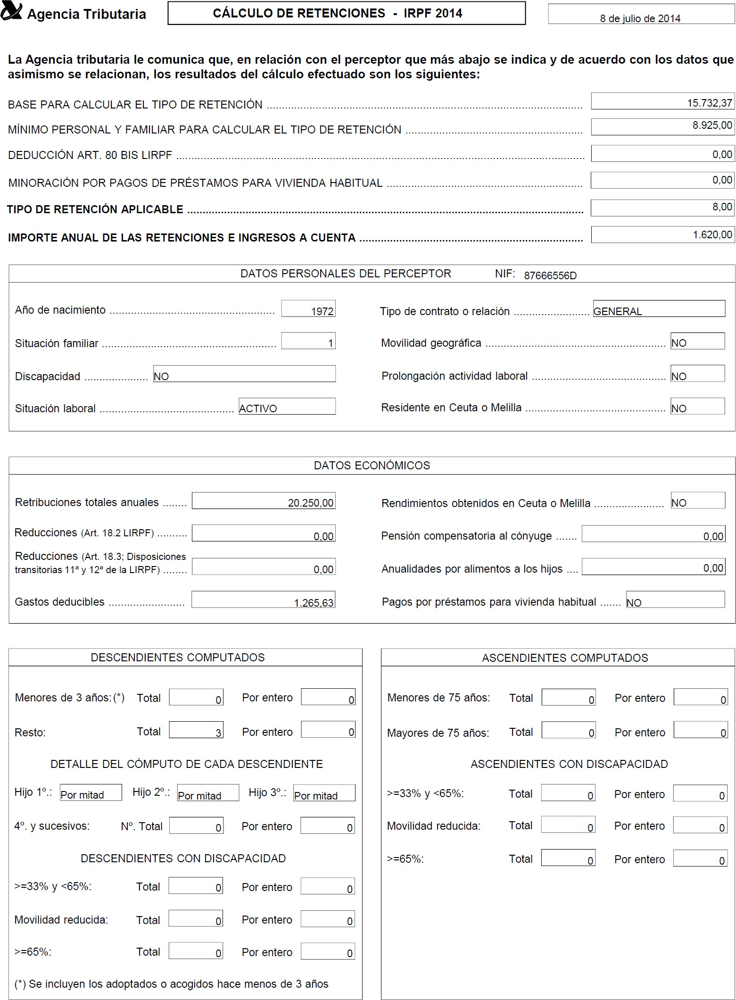 Agencia Tributaria
CÁLCULO DE RETENCIONES - IRPF 2014
8 de julio de 2014
La Agencia tributaria le comunica que, en relación con el perceptor que más abajo se indica y de acuerdo con los datos que
asimismo se relacionan, los resultados del cálculo efectuado son los siguientes:
BASE PARA CALCULAR EL TIPO DE RETENCIÓN ........ 15.732,37
MÍNIMO PERSONAL Y FAMILIAR PARA CALCULAR EL TIPO DE RETENCIÓN ........ 8.925,00
DEDUCCIÓN ART. 80 BIS LIRPF ........ 0,00
MINORACIÓN POR PAGOS DE PRÉSTAMOS PARA VIVIENDA HABITUAL ........ 0,00
TIPO DE RETENCIÓN APLICABLE ........ 8,00
IMPORTE ANUAL DE LAS RETENCIONES E INGRESOS A CUENTA ........ 1.620,00
DATOS PERSONALES DEL PERCEPTOR NIF: 87666556D
Año de nacimiento ........ 1972 Tipo de contrato o relación ........ GENERAL
Situación familiar ........ 1 Movilidad geográfica ........ NO
Discapacidad ........ NO Prolongación actividad laboral ........ NO
Situación laboral ........ ACTIVO Residente en Ceuta o Melilla ........ NO
DATOS ECONÓMICOS
Retribuciones totales anuales ........ 20.250,00 Rendimientos obtenidos en Ceuta o Melilla ........ NO
Reducciones (Art. 18.2 LIRPF) .......... 0,00 Pensión compensatoria al cónyuge ....... 0,00
Reducciones (Art. 18.3; Disposiciones
transitorias 11ª y 12ª de la LIRPF) ........ 0,00 Anualidades por alimentos a los hijos .... 0,00
Gastos deducibles ........ 1.265,63 Pagos por préstamos para vivienda habitual ....... NO
DESCENDIENTES COMPUTADOS
Menores de 3 años:(*) Total 0 Por entero 0
Resto: Total 3 Por entero 0
DETALLE DEL CÓMPUTO DE CADA DESCENDIENTE
Hijo 1º.: Por mitad Hijo 2º.: Por mitad Hijo 3º.: Por mitad
4º. y sucesivos: Nº. Total 0 Por entero 0
DESCENDIENTES CON DISCAPACIDAD
>=33% y <65%: Total 0 Por entero 0
Movilidad reducida: Total 0 Por entero 0
>=65%: Total 0 Por entero 0
(*) Se incluyen los adoptados o acogidos hace menos de 3 años
ASCENDIENTES COMPUTADOS
Menores de 75 años: Total 0 Por entero 0
Mayores de 75 años: Total 0 Por entero 0
ASCENDIENTES CON DISCAPACIDAD
>=33% y <65%: Total 0 Por entero 0
Movilidad reducida: Total 0 Por entero 0
>=65%: Total 0 Por entero 0